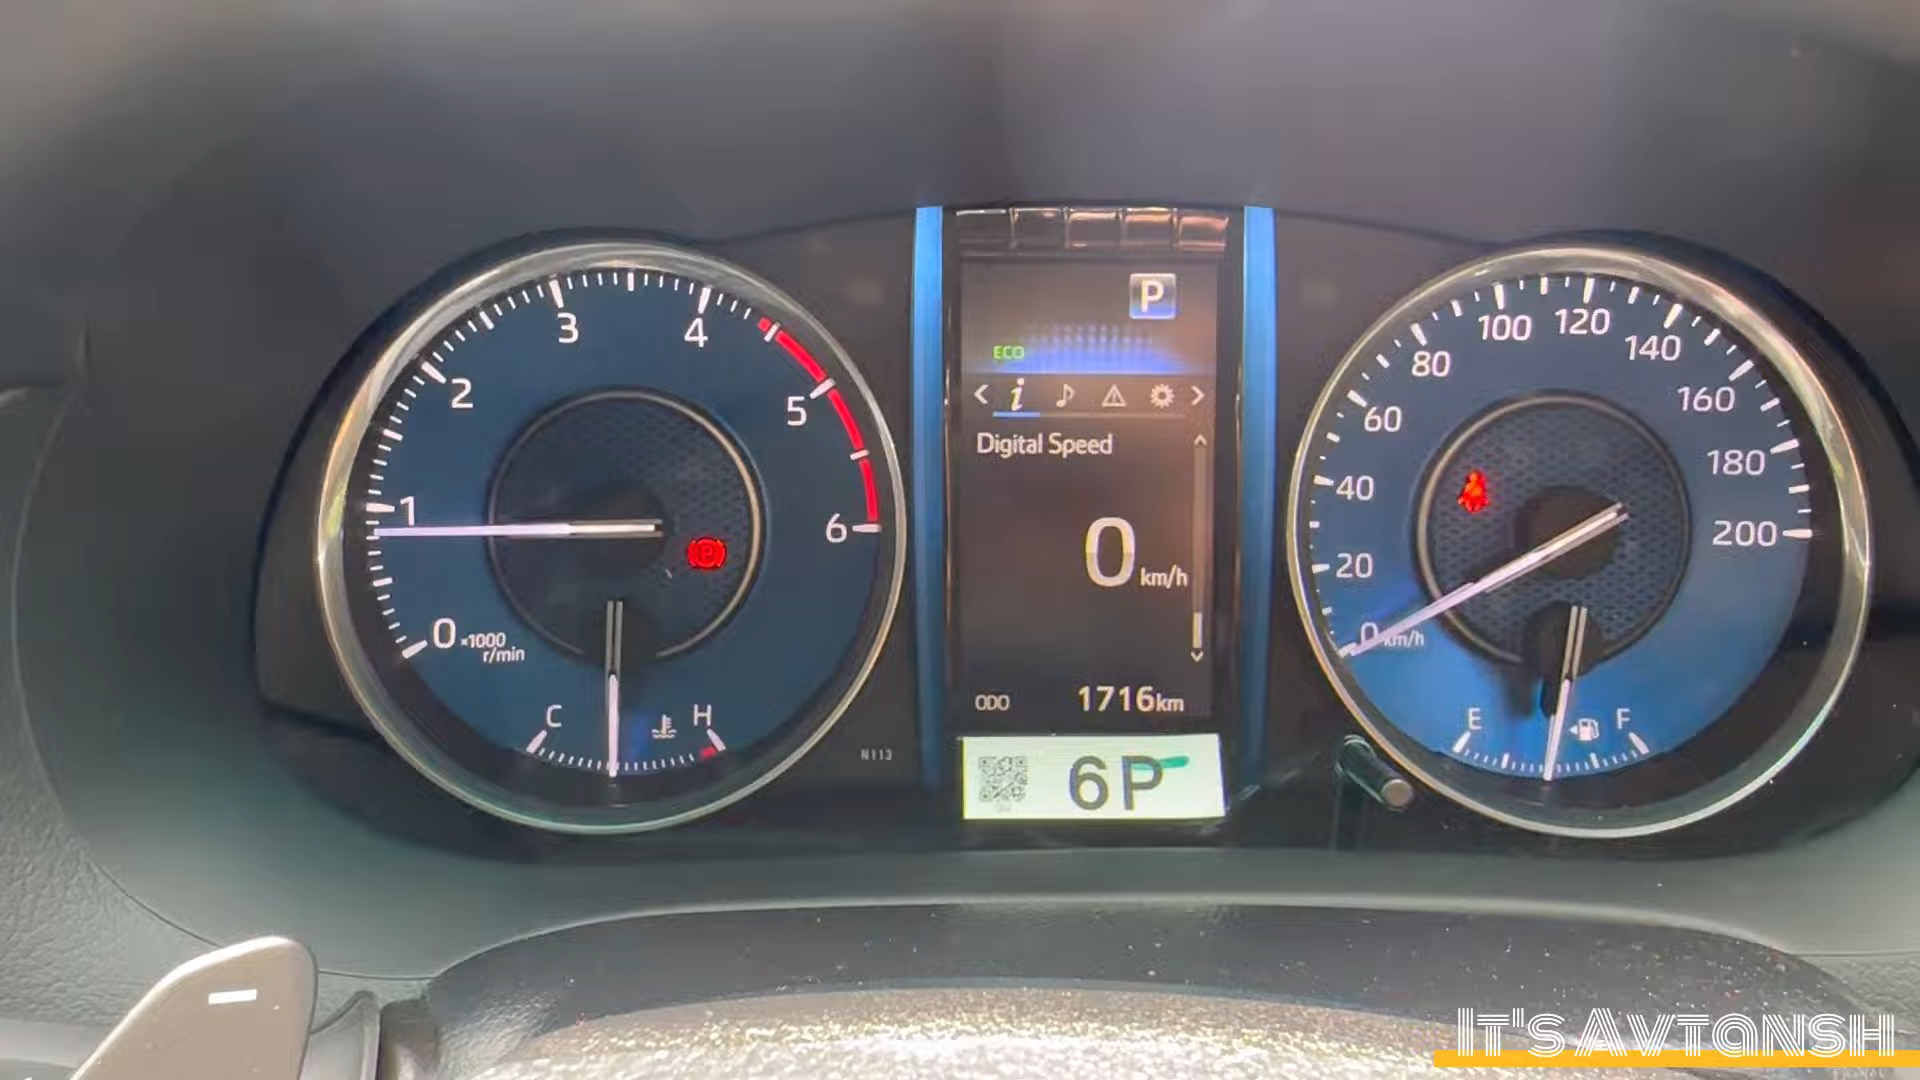 0
1
2
3
4
5
6
×1000
r/min
C
H
N113
P
ECO
Digital Speed
0 km/h
ODO 1716km
6P
0 km/h
20
40
60
80
100
120
140
160
180
200
E
F
IT'S AVTANSH